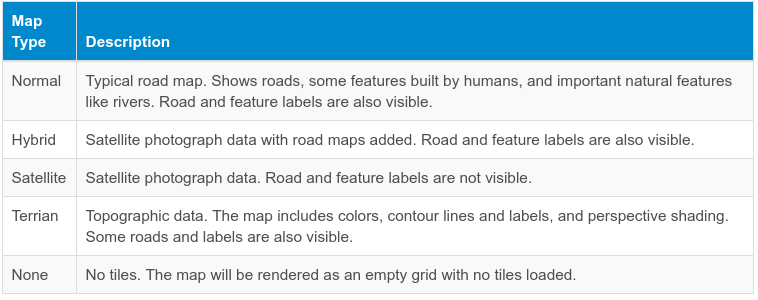 Map
Type
Description
Normal
Typical road map. Shows roads, some features built by humans, and important natural features
like rivers. Road and feature labels are also visible.
Hybrid
Satellite photograph data with road maps added. Road and feature labels are also visible.
Satellite
Satellite photograph data. Road and feature labels are not visible.
Terrian
Topographic data. The map includes colors, contour lines and labels, and perspective shading.
Some roads and labels are also visible.
None
No tiles. The map will be rendered as an empty grid with no tiles loaded.